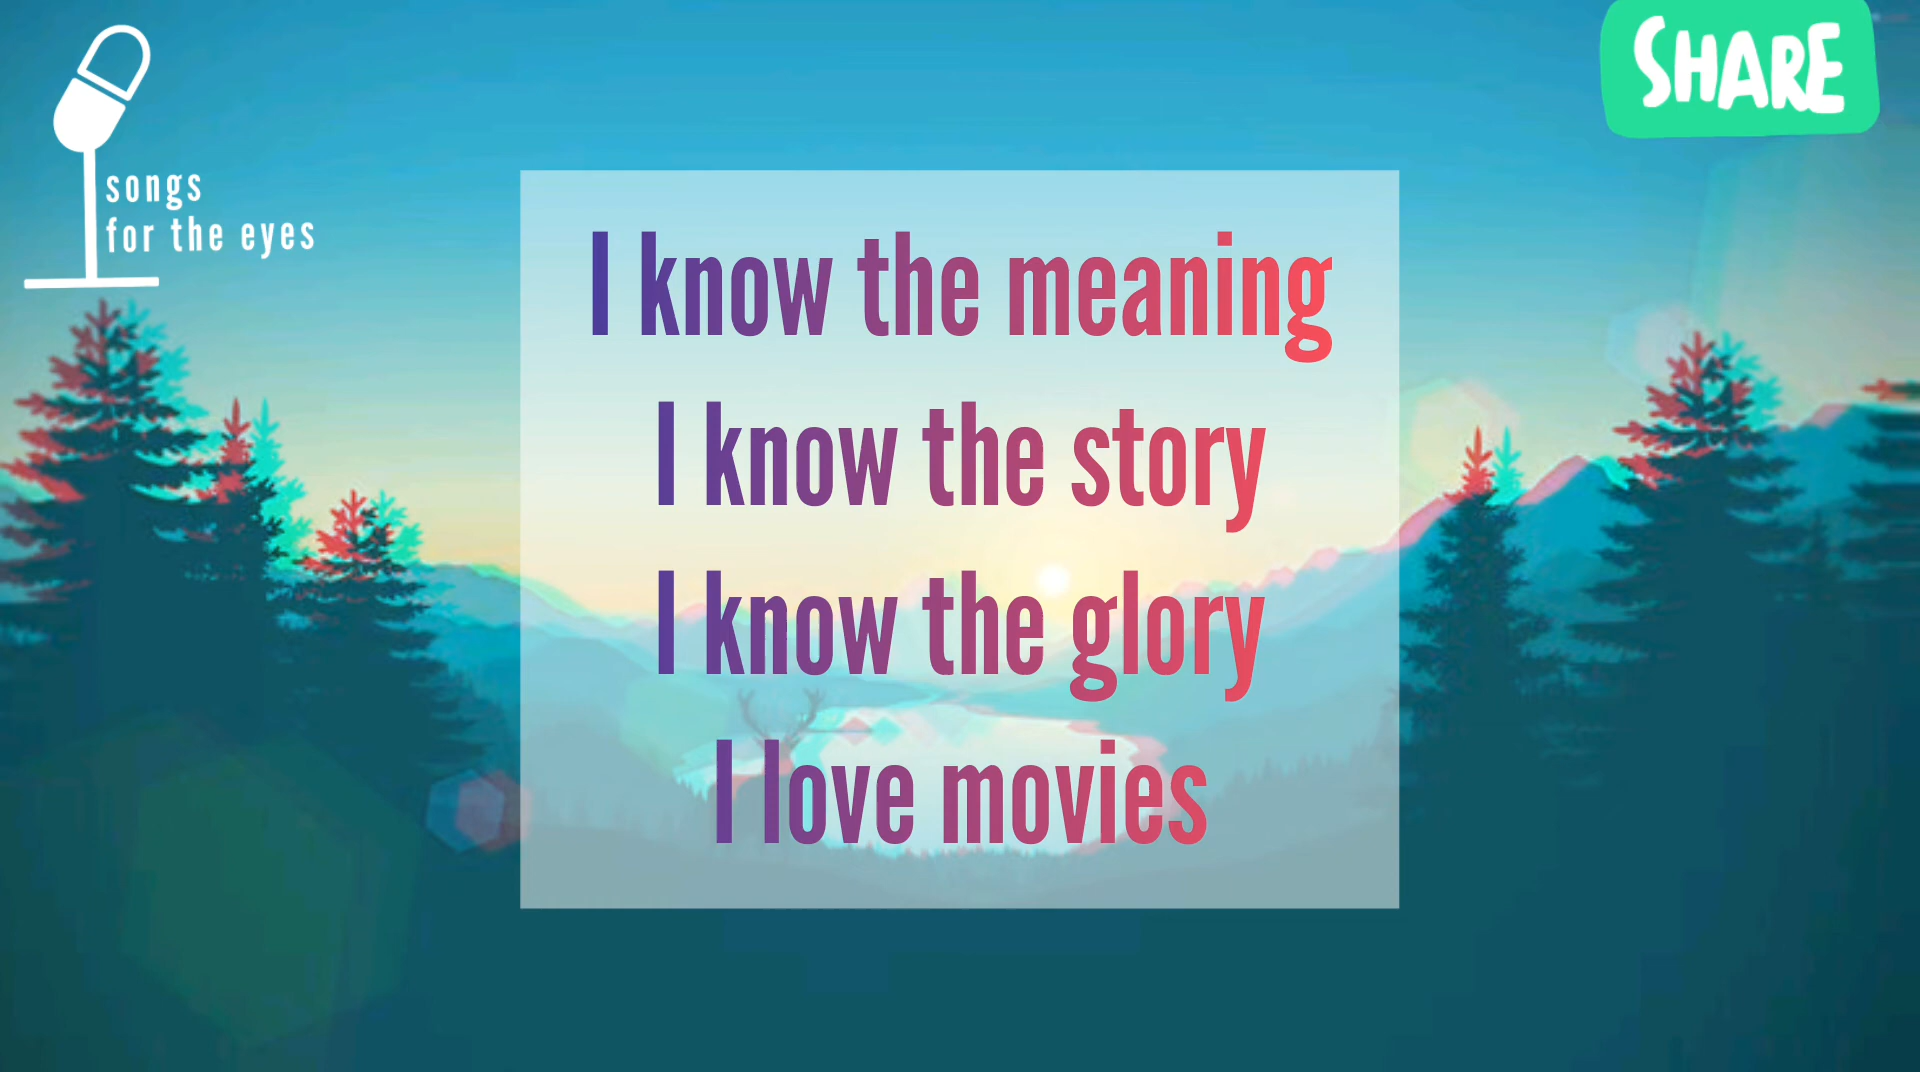 songs
for the eyes
SHARE
I know the meaning
I know the story
I know the glory
I love movies